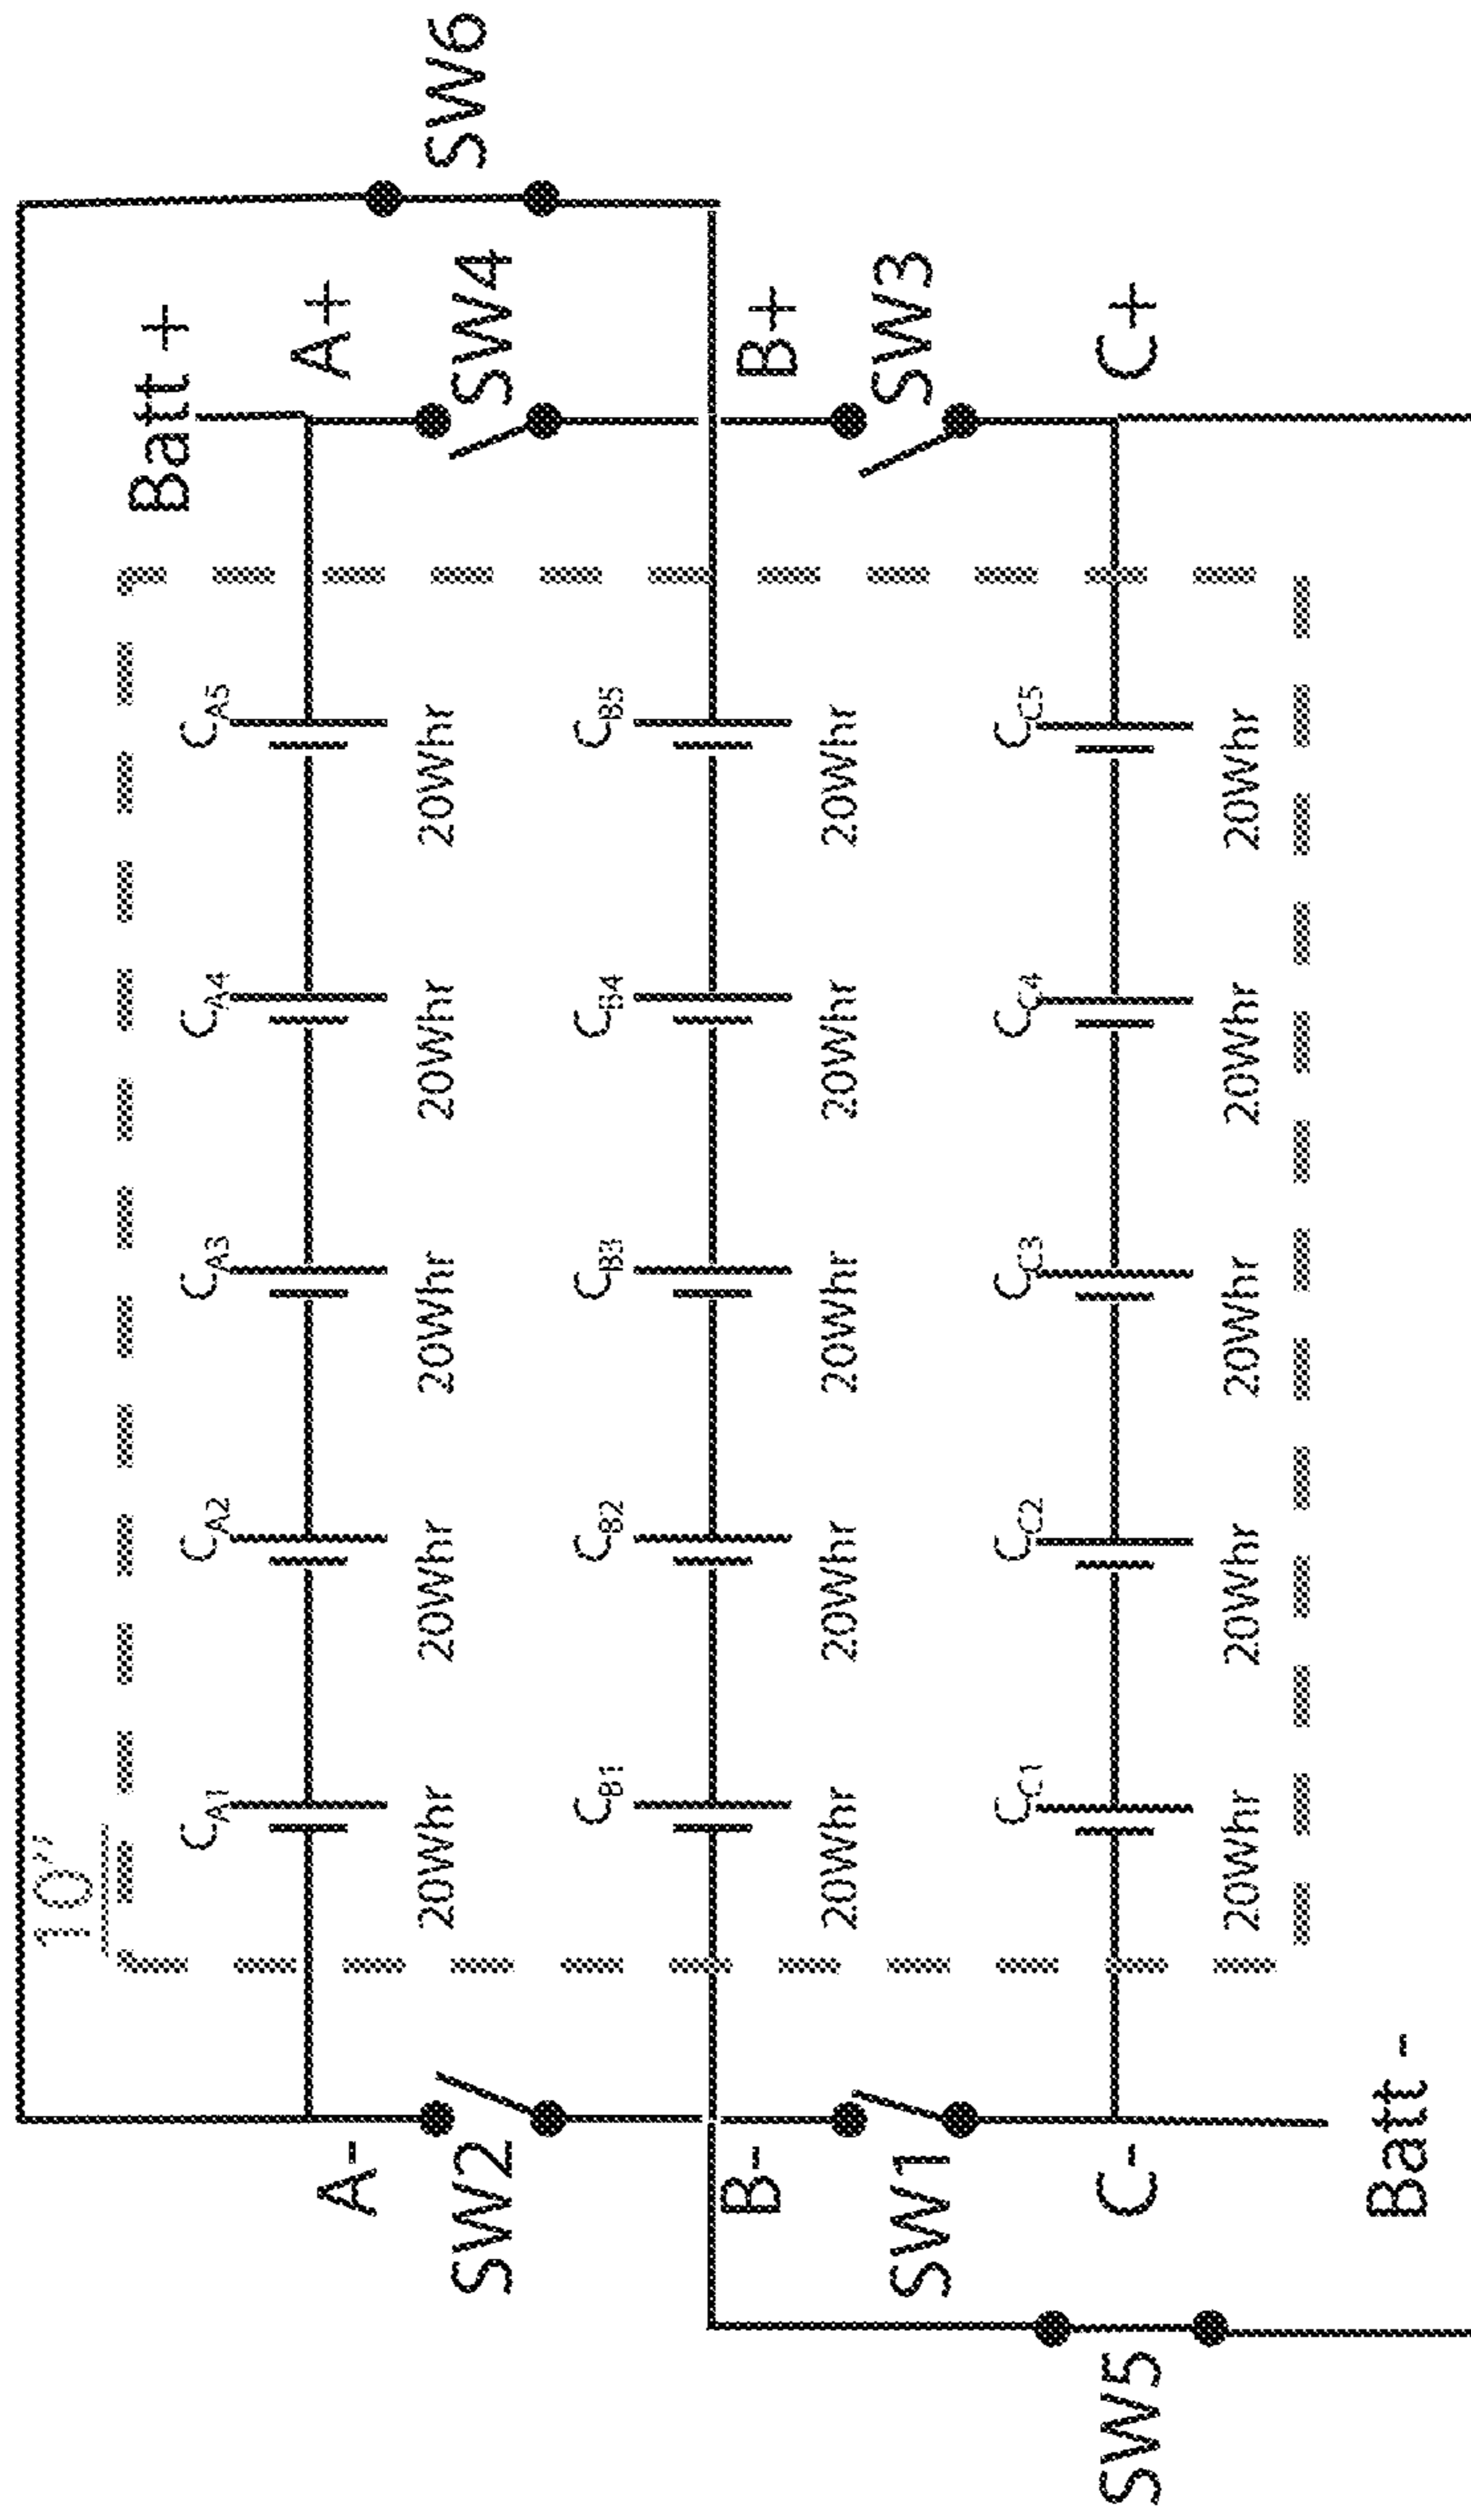 10''
Batt +
A-
A+
CA1
CA2
CA3
CA4
CA5
20Whr
20Whr
20Whr
20Whr
20Whr
SW2
SW4
SW6
CB1
CB2
CB3
CB4
CB5
B-
B+
20Whr
20Whr
20Whr
20Whr
20Whr
SW1
SW3
CC1
CC2
CC3
CC4
CC5
SW5
C-
C+
20Whr
20Whr
20Whr
20Whr
20Whr
Batt -